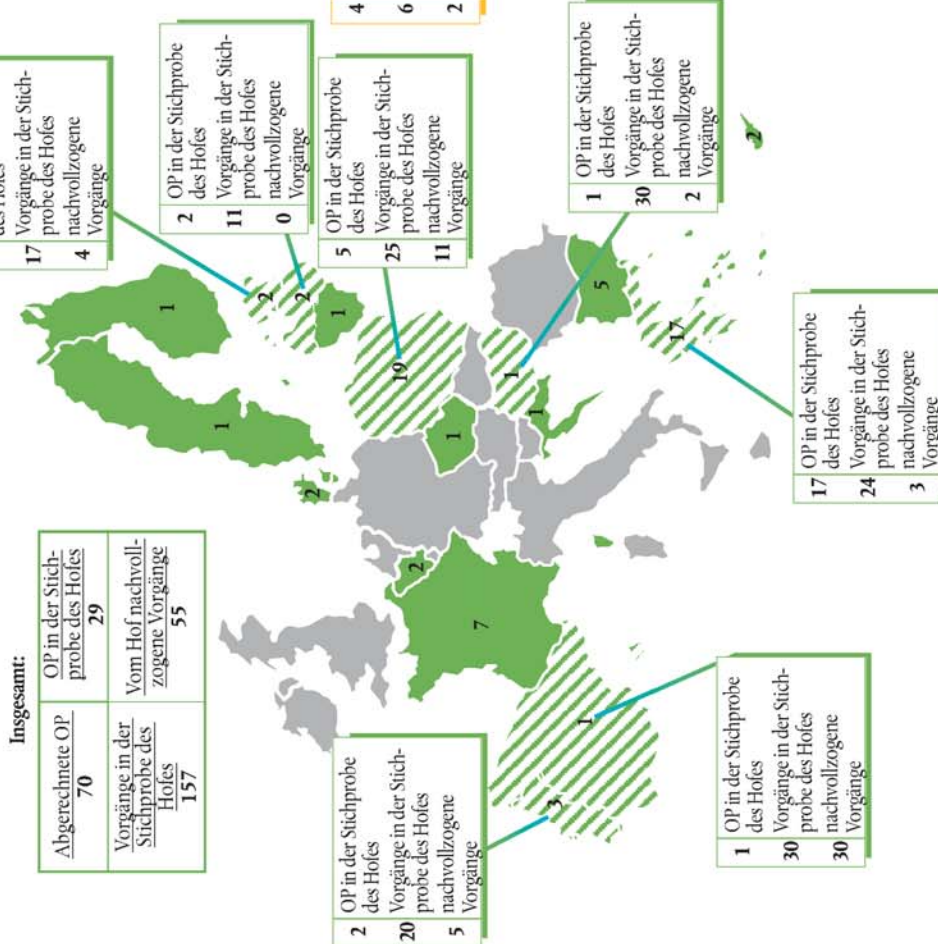 Insgesamt:
Abgerechnete OP
70
OP in der Stich-
probe des Hofes
29
Vorgänge in der
Stichprobe des
Hofes
157
Vom Hof nachvoll-
zogene Vorgänge
55
des Hofes
17 Vorgänge in der Stich-
probe des Hofes
4 nachvollzogene
Vorgänge
2 OP in der Stichprobe
des Hofes
11 Vorgänge in der Stich-
probe des Hofes
0 nachvollzogene
Vorgänge
5 OP in der Stichprobe
des Hofes
25 Vorgänge in der Stich-
probe des Hofes
11 nachvollzogene
Vorgänge
4
6
2
1 OP in der Stichprobe
des Hofes
30 Vorgänge in der Stich-
probe des Hofes
2 nachvollzogene
Vorgänge
17 OP in der Stichprobe
des Hofes
24 Vorgänge in der Stich-
probe des Hofes
3 nachvollzogene
Vorgänge
2 OP in der Stichprobe
des Hofes
20 Vorgänge in der Stich-
probe des Hofes
5 nachvollzogene
Vorgänge
1 OP in der Stichprobe
des Hofes
30 Vorgänge in der Stich-
probe des Hofes
30 nachvollzogene
Vorgänge
1
1
2
2
1
2
19
2
1
7
1
1
5
17
2
3
1